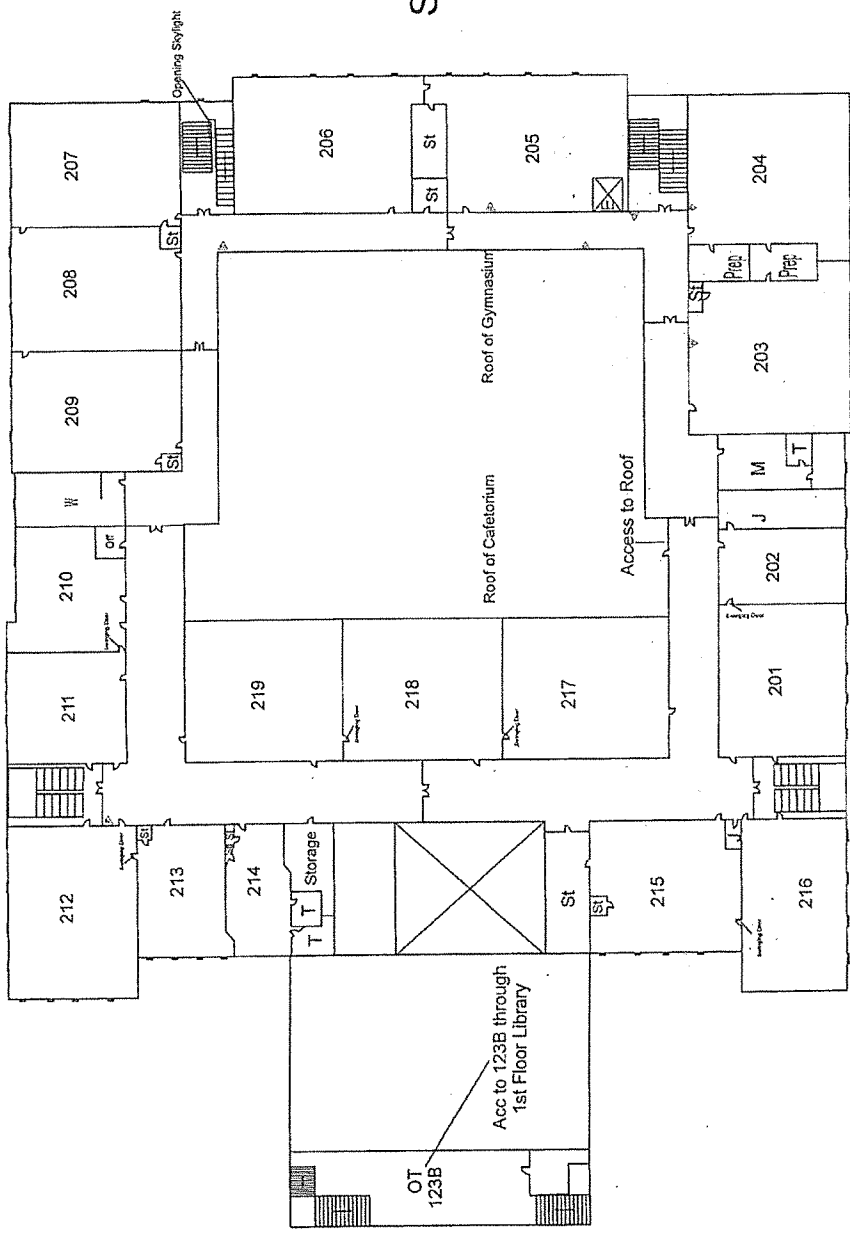 S
Opening Skylight
207
206
St
St
205
204
E
208
St
209
St
Roof of Gymnasium
Prep
Prep
St
203
W
Off
210
Roof of Cafetorium
Access to Roof
M
T
J
202
Swinging Door
211
219
218
217
Swinging Door
Swinging Door
201
212
Swinging Door
St
213
St
214
Storage
T
T
St
St
215
216
Swinging Door
Acc to 123B through
1st Floor Library
OT
123B